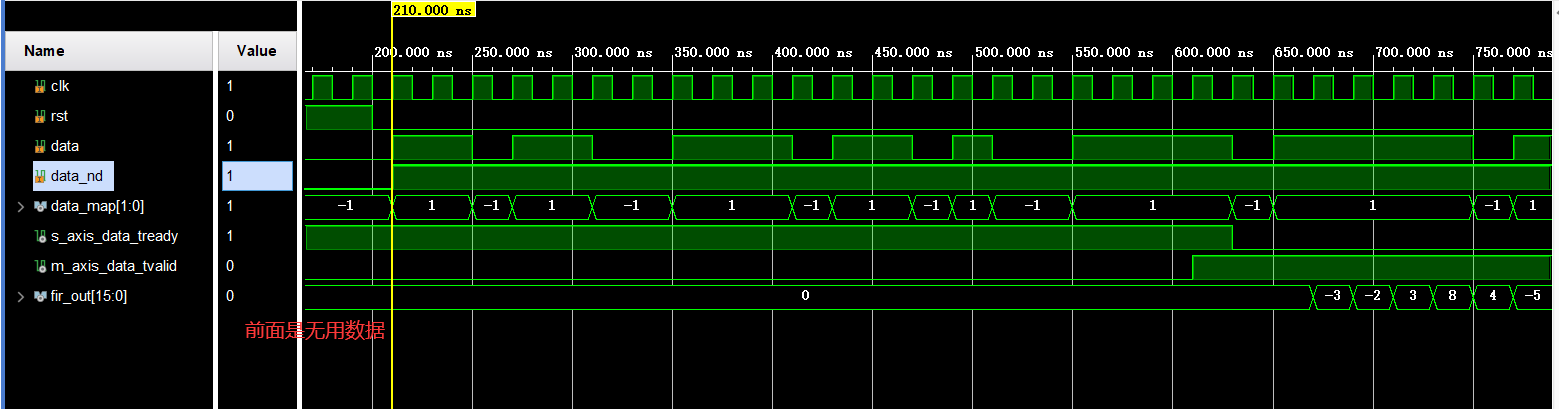 210.000 ns
Name Value
200.000 ns 250.000 ns 300.000 ns 350.000 ns 400.000 ns 450.000 ns 500.000 ns 550.000 ns 600.000 ns 650.000 ns 700.000 ns 750.000 ns
clk 1
rst 0
data 1
data_nd 1
data_map[1:0] 1 -1 1 -1 1 -1 1 -1 1 -1 1 -1 1 -1 1 -1 1
s_axis_data_tready 1
m_axis_data_tvalid 0
fir_out[15:0] 0 0 -3 -2 3 8 4 -5
前面是无用数据